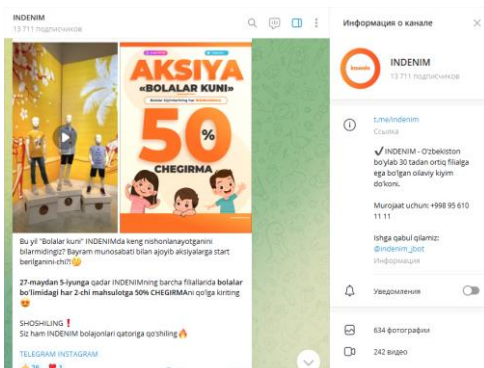 INDENIM
13 711 подписчиков
AKSIYA
«BOLALAR KUNI»
50%
CHEGIRMA
Bu yil "Bolalar kuni" INDENIMda keng nishonlanayotganini
bilarmidingiz? Bayram munosabati bilan ajoyib aksiyalarga start
berilganini-chi?!
27-maydan 5-iyunga qadar INDENIMning barcha filiallarida bolalar
bo'limidagi har 2-chi mahsulotga 50% CHEGIRMAni qo'lga kiriting
SHOSHILING❗
Siz ham INDENIM bolajonlari qatoriga qo'shiling
TELEGRAM INSTAGRAM
Информация о канале
INDENIM
13 711 подписчиков
t.me/indenim
Ссылка
✓INDENIM - O'zbekiston
bo'ylab 30 tadan ortiq filialga
ega bo'lgan oilaviy kiyim
do'koni.
Murojaat uchun: +998 95 610
11 11
Ishga qabul qilamiz:
@indenim_jbot
Информация
Уведомления
634 фотографии
242 видео